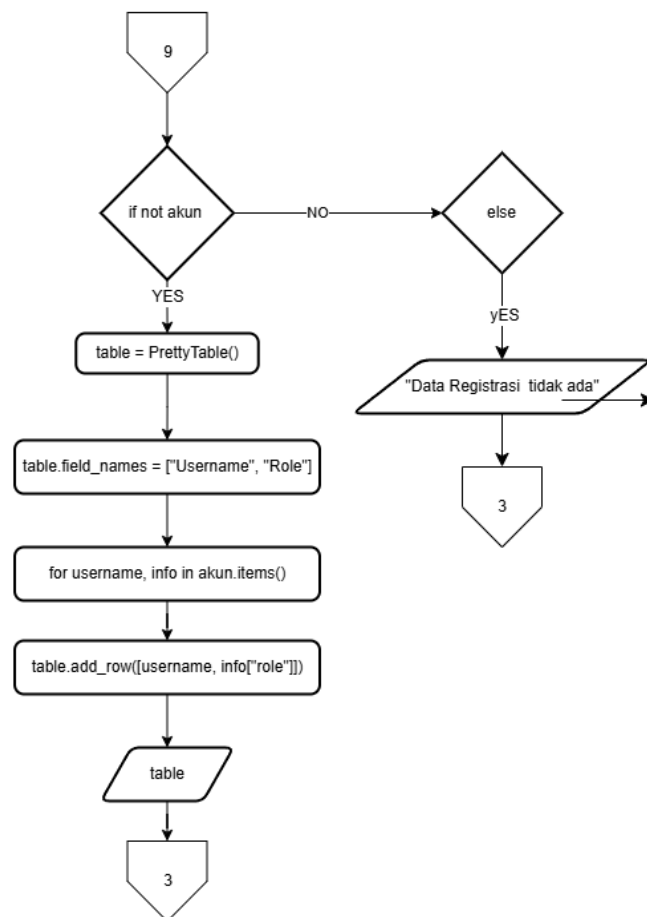 9
if not akun
NO
else
YES
yES
table = PrettyTable()
"Data Registrasi  tidak ada"
table.field_names = ["Username", "Role"]
3
for username, info in akun.items()
table.add_row([username, info["role"]])
table
3